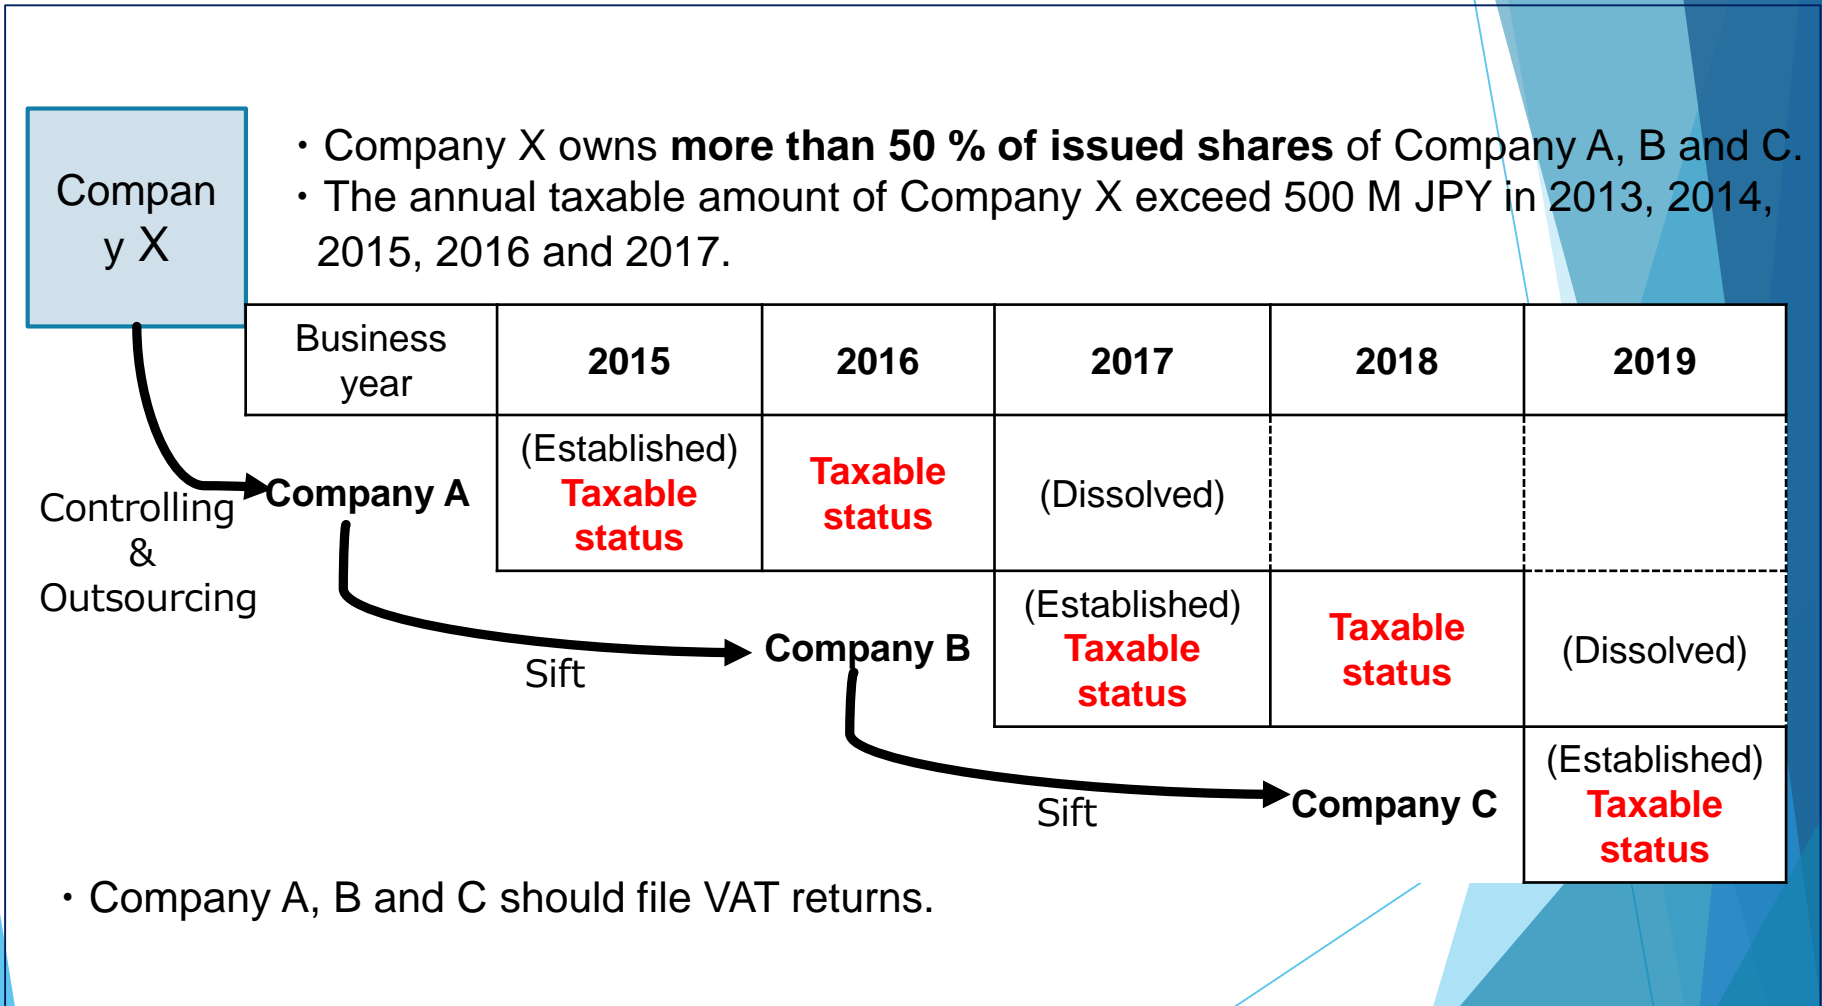 ・Company X owns more than 50 % of issued shares of Company A, B and C.
・The annual taxable amount of Company X exceed 500 M JPY in 2013, 2014,
2015, 2016 and 2017.
Compan
y X
Business
year
2015
2016
2017
2018
2019
Controlling
&
Outsourcing
Company A
(Established)
Taxable
status
Taxable
status
(Dissolved)
Sift
Company B
(Established)
Taxable
status
Taxable
status
(Dissolved)
Sift
Company C
(Established)
Taxable
status
・Company A, B and C should file VAT returns.